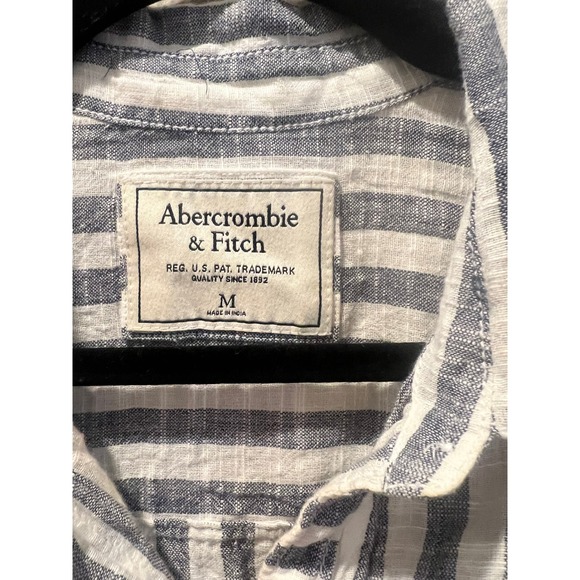 Abercrombie
& Fitch
REG. U.S. PAT. TRADEMARK
QUALITY SINCE 1892
M
MADE IN INDIA